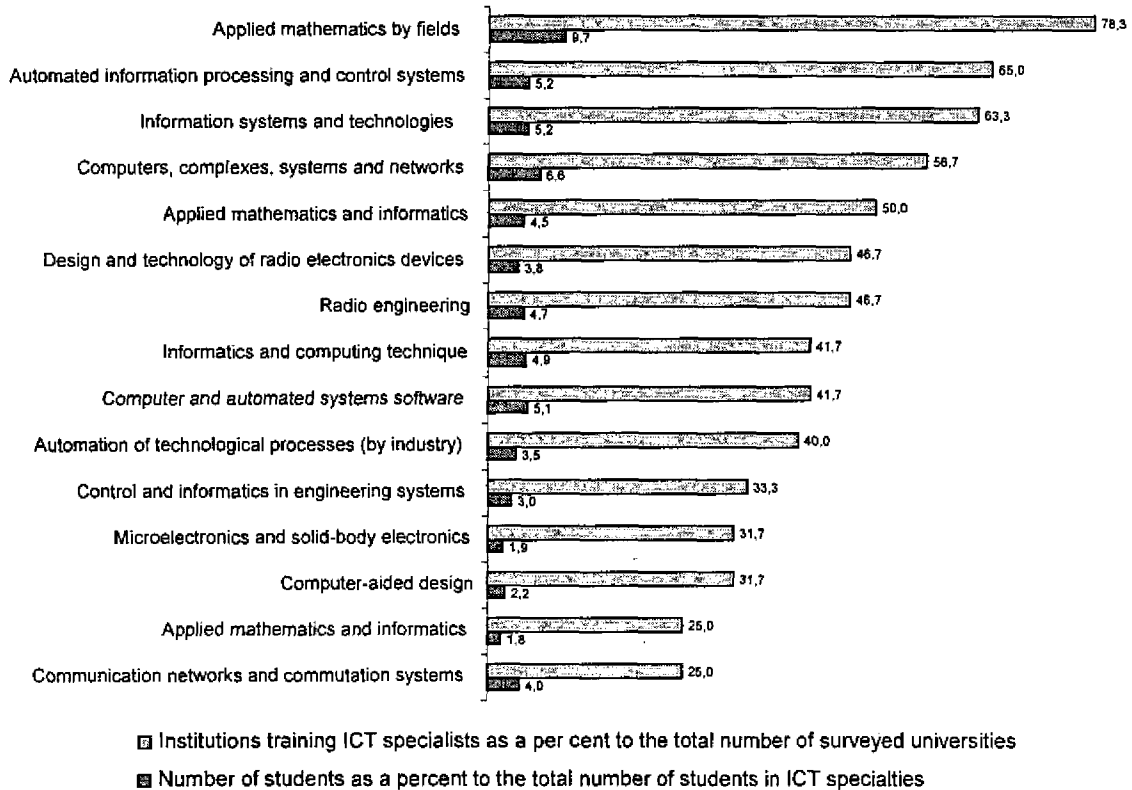 Applied mathematics by fields
78,3
9,7
Automated information processing and control systems
65,0
5,2
Information systems and technologies
63,3
5,2
Computers, complexes, systems and networks
56,7
6,6
Applied mathematics and informatics
50,0
4,5
Design and technology of radio electronics devices
46,7
3,8
Radio engineering
46,7
4,7
Informatics and computing technique
41,7
4,9
Computer and automated systems software
41,7
5,1
Automation of technological processes (by industry)
40,0
3,5
Control and informatics in engineering systems
33,3
3,0
Microelectronics and solid-body electronics
31,7
1,9
Computer-aided design
31,7
2,2
Applied mathematics and informatics
25,0
1,8
Communication networks and commutation systems
25,0
4,0
Institutions training ICT specialists as a per cent to the total number of surveyed universities
Number of students as a percent to the total number of students in ICT specialties